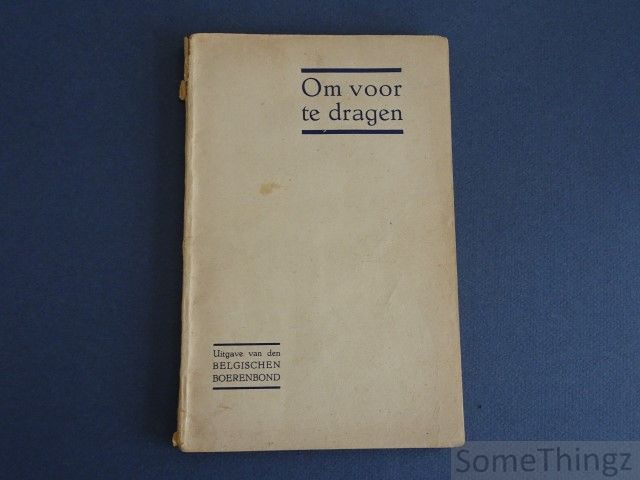 Om voor
te dragen
Uitgave van den
BELGISCHEN
BOERENBOND
SomeThingz